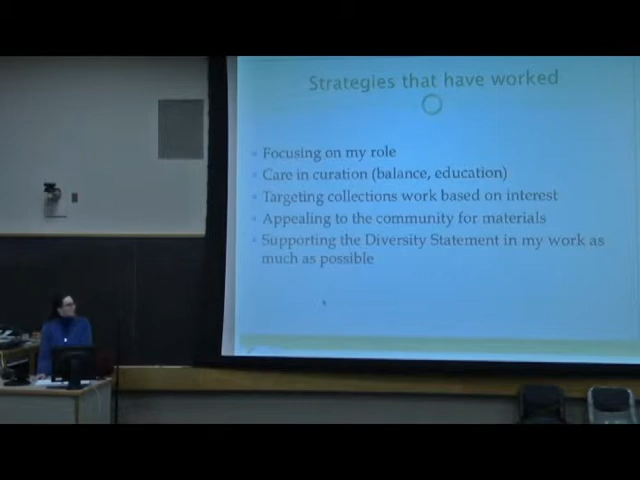 Strategies that have worked
Focusing on my role
Care in curation (balance, education)
Targeting collections work based on interest
Appealing to the community for materials
Supporting the Diversity Statement in my work as
much as possible